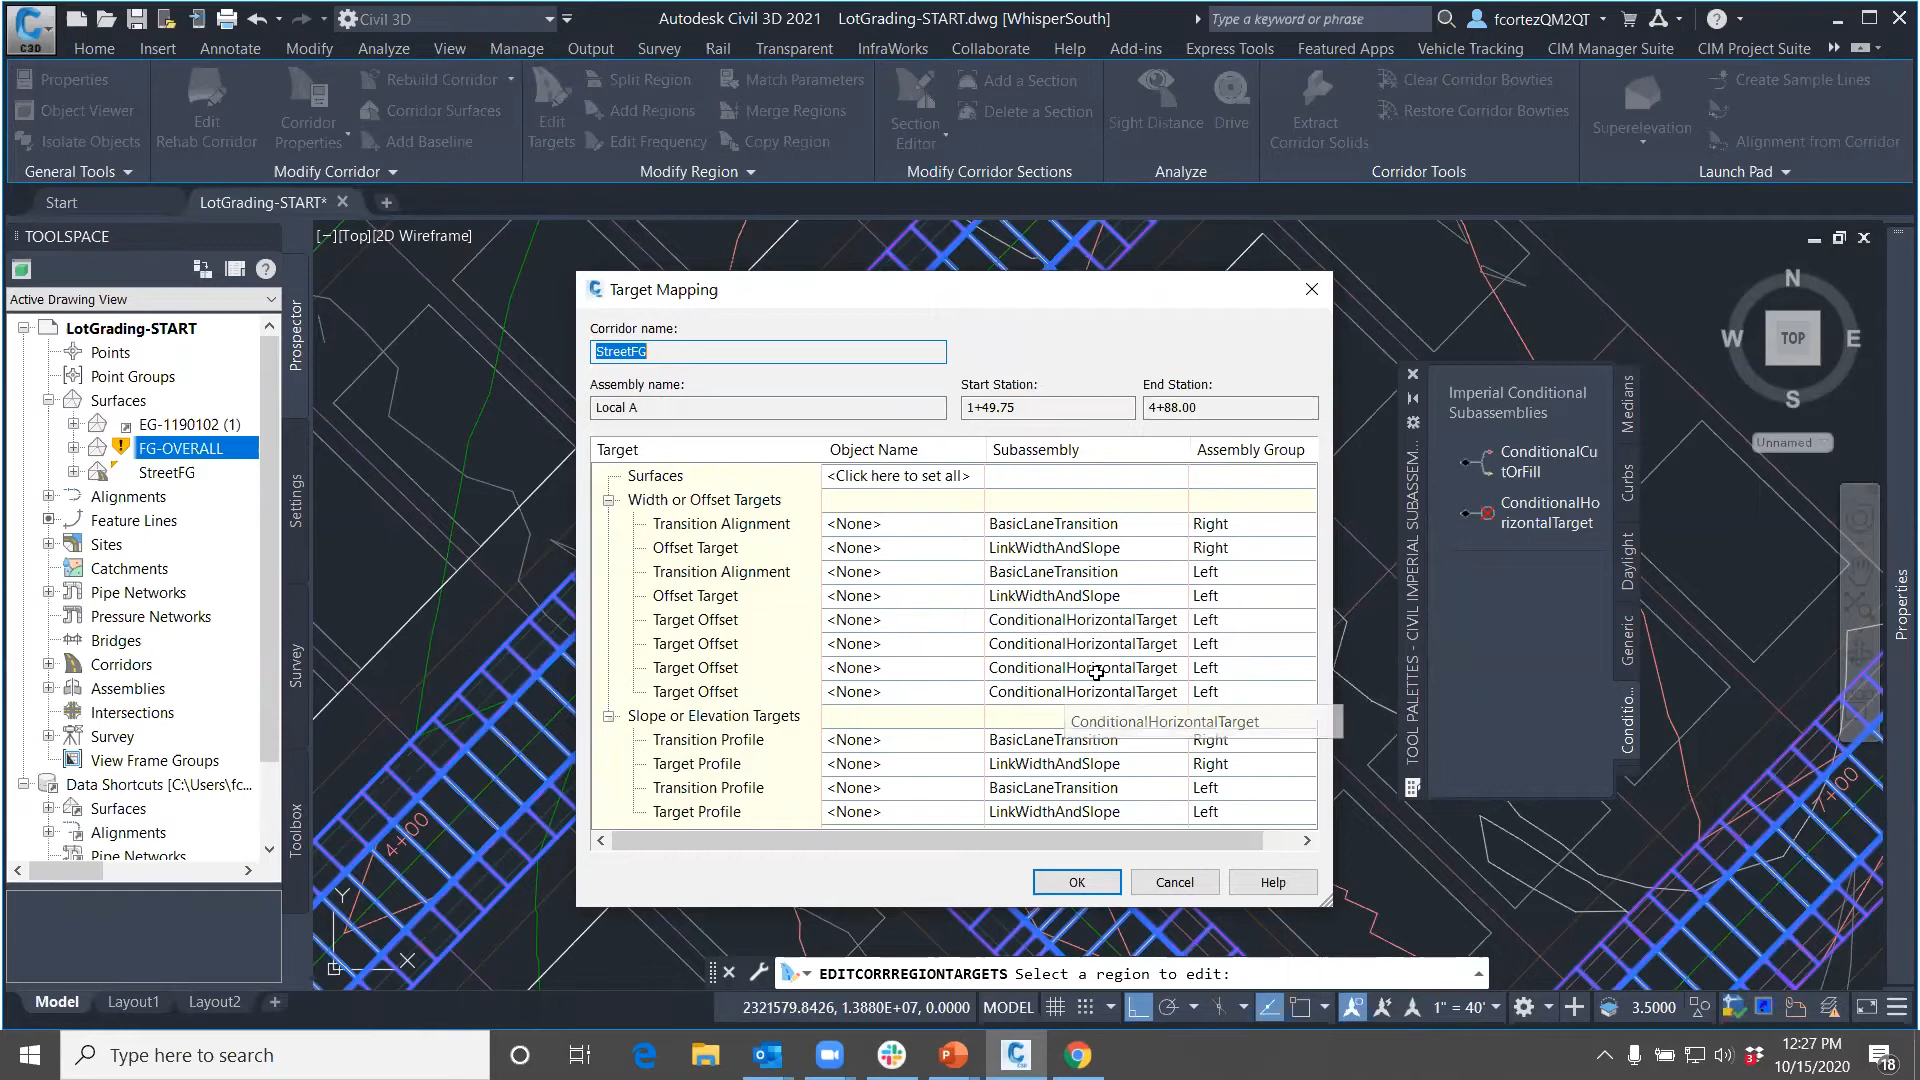 C3D
Civil 3D
Autodesk Civil 3D 2021 LotGrading-START.dwg [WhisperSouth]
Type a keyword or phrase
fcortezQM2QT
Home Insert Annotate Modify Analyze View Manage Output Survey Rail Transparent InfraWorks Collaborate Help Add-ins Express Tools Featured Apps Vehicle Tracking CIM Manager Suite CIM Project Suite
Properties
Object Viewer
Isolate Objects
General Tools
Edit
Rehab Corridor
Corridor
Properties
Rebuild Corridor
Corridor Surfaces
Add Baseline
Modify Corridor
Edit
Targets
Split Region
Add Regions
Edit Frequency
Match Parameters
Merge Regions
Copy Region
Modify Region
Section
Editor
Add a Section
Delete a Section
Modify Corridor Sections
Sight Distance
Drive
Analyze
Extract
Corridor Solids
Clear Corridor Bowties
Restore Corridor Bowties
Corridor Tools
Superelevation
Create Sample Lines
Alignment from Corridor
Launch Pad
Start
LotGrading-START*
TOOLSPACE
Active Drawing View
LotGrading-START
Points
Point Groups
Surfaces
EG-1190102 (1)
FG-OVERALL
StreetFG
Alignments
Feature Lines
Sites
Catchments
Pipe Networks
Pressure Networks
Bridges
Corridors
Assemblies
Intersections
Survey
View Frame Groups
Data Shortcuts [C:\Users\fc...
Surfaces
Alignments
Pipe Networks
Prospector
Settings
Survey
Toolbox
[−][Top][2D Wireframe]
Target Mapping
Corridor name:
StreetFG
Assembly name:
Local A
Start Station:
1+49.75
End Station:
4+88.00
Target Object Name Subassembly Assembly Group
Surfaces <Click here to set all>
Width or Offset Targets
Transition Alignment <None> BasicLaneTransition Right
Offset Target <None> LinkWidthAndSlope Right
Transition Alignment <None> BasicLaneTransition Left
Offset Target <None> LinkWidthAndSlope Left
Target Offset <None> ConditionalHorizontalTarget Left
Target Offset <None> ConditionalHorizontalTarget Left
Target Offset <None> ConditionalHorizontalTarget Left
Target Offset <None> ConditionalHorizontalTarget Left
Slope or Elevation Targets
ConditionalHorizontalTarget
Transition Profile <None> BasicLaneTransition Right
Target Profile <None> LinkWidthAndSlope Right
Transition Profile <None> BasicLaneTransition Left
Target Profile <None> LinkWidthAndSlope Left
OK Cancel Help
TOOL PALETTES - CIVIL IMPERIAL SUBASSEM...
Imperial Conditional
Subassemblies
ConditionalCu
tOrFill
ConditionalHo
rizontalTarget
Medians
Curbs
Daylight
Generic
Conditio...
N
W TOP E
S
Unnamed
Properties
4+00
7+00
Y
X
EDITCORRREGIONTARGETS Select a region to edit:
Model Layout1 Layout2
2321579.8426, 1.3880E+07, 0.0000 MODEL
1" = 40'
3.5000
Type here to search
3
12:27 PM
10/15/2020
18